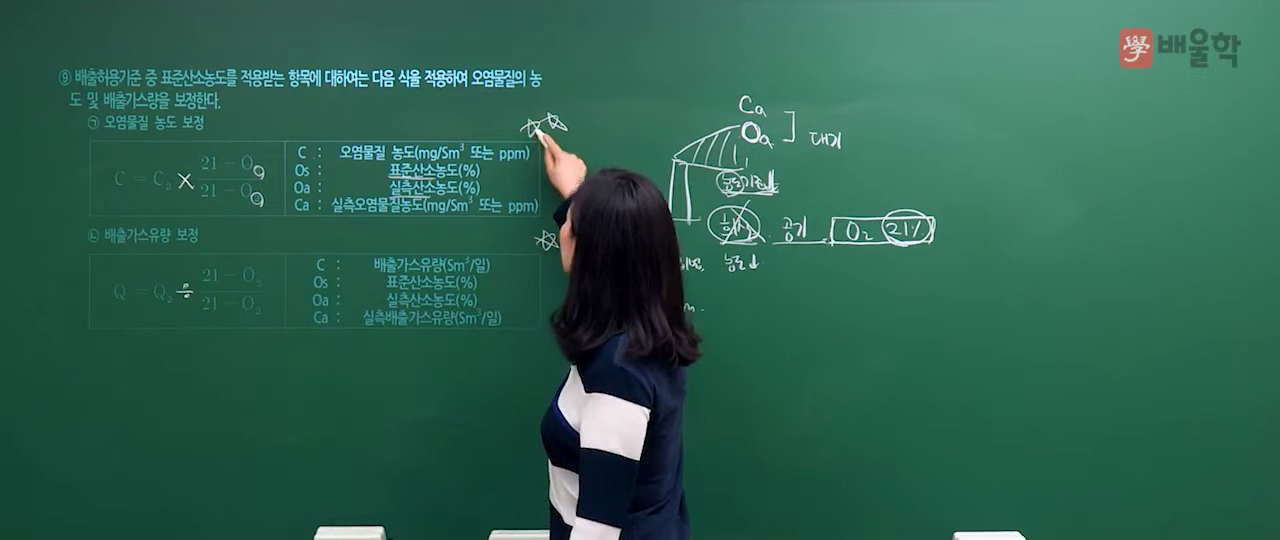 學 배울학
⑨ 배출허용기준 중 표준산소농도를 적용받는 항목에 대하여는 다음 식을 적용하여 오염물질의 농
도 및 배출가스량을 보정한다.
㉠ 오염물질 농도 보정
C = Ca × (21 − Os) / (21 − Oa)
C : 오염물질 농도(mg/Sm³ 또는 ppm)
Os : 표준산소농도(%)
Oa : 실측산소농도(%)
Ca : 실측오염물질농도(mg/Sm³ 또는 ppm)
㉡ 배출가스유량 보정
Q = Qa ÷ (21 − Os) / (21 − Oa)
C : 배출가스유량(Sm³/일)
Os : 표준산소농도(%)
Oa : 실측산소농도(%)
Ca : 실측배출가스유량(Sm³/일)
Ca
Oa ] 대기
농도기준
희석 공기 O₂ 21%
농도↓